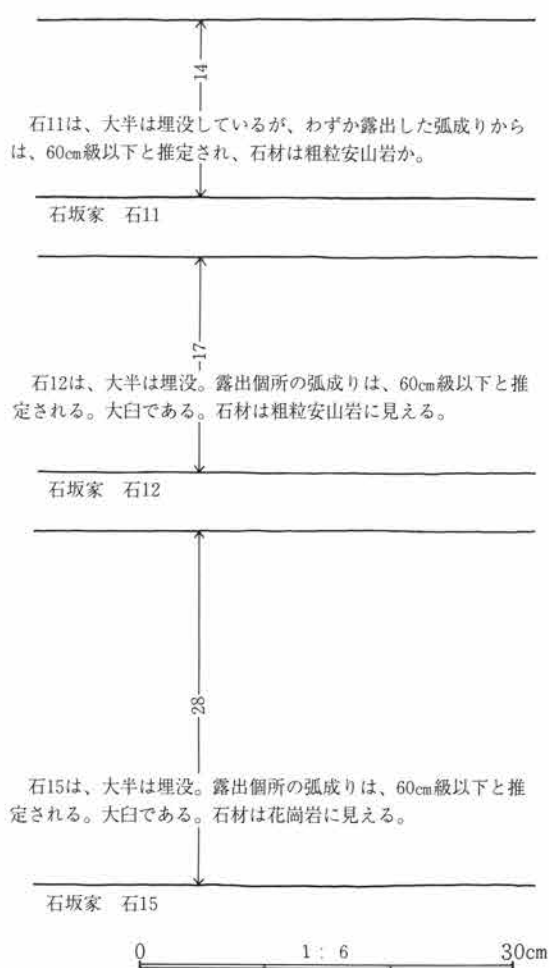 14
石11は、大半は埋没しているが、わずか露出した弧成りから
は、60㎝級以下と推定され、石材は粗粒安山岩か。
石坂家 石11
17
石12は、大半は埋没。露出個所の弧成りは、60㎝級以下と推
定される。大臼である。石材は粗粒安山岩に見える。
石坂家 石12
28
石15は、大半は埋没。露出個所の弧成りは、60㎝級以下と推
定される。大臼である。石材は花崗岩に見える。
石坂家 石15
0 1：6 30cm